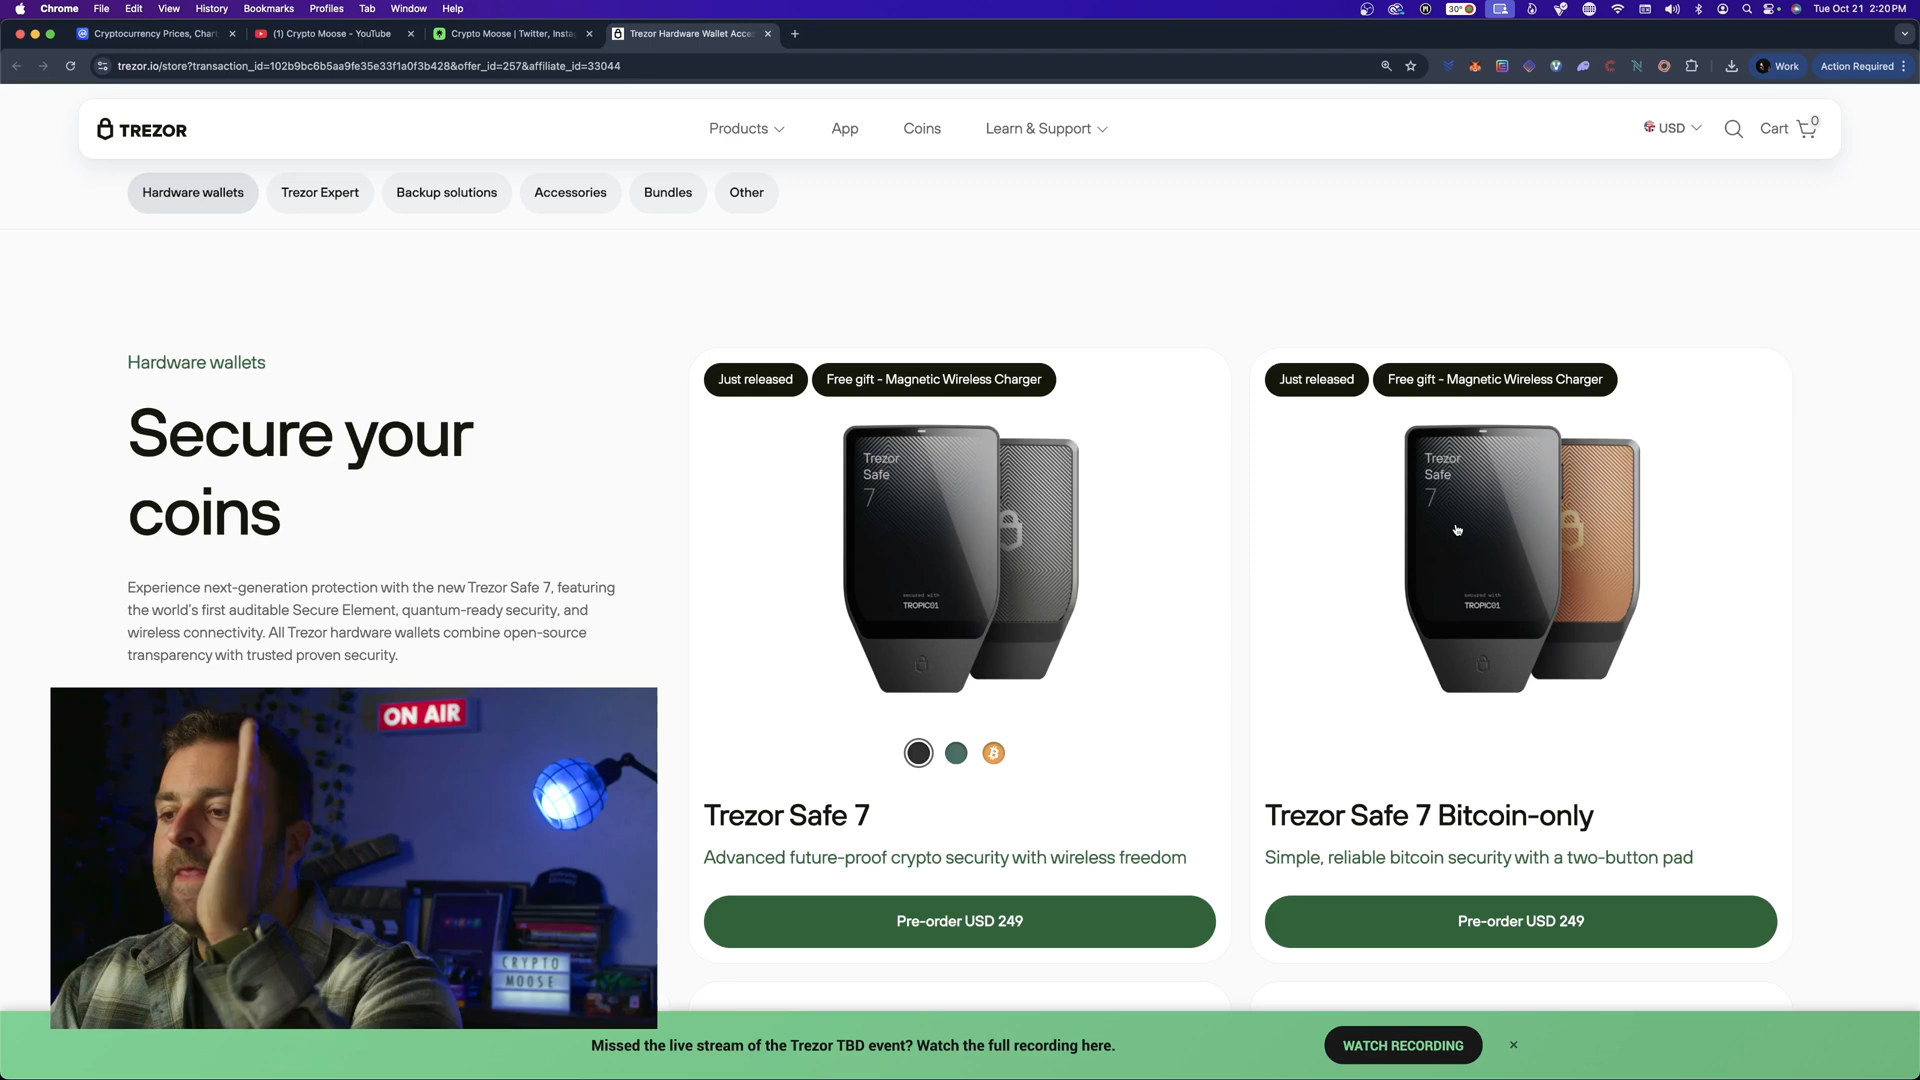 Chrome File Edit View History Bookmarks Profiles Tab Window Help
30°
Tue Oct 21 2:20 PM
Cryptocurrency Prices, Char
(1) Crypto Moose - YouTube
Crypto Moose | Twitter, Insta
Trezor Hardware Wallet Acce
trezor.io/store?transaction_id=102b9bc6b5aa9fe35e33f1a0f3b428&offer_id=257&affiliate_id=33044
Work
Action Required
TREZOR
Products
App
Coins
Learn & Support
USD
Cart
0
Hardware wallets
Trezor Expert
Backup solutions
Accessories
Bundles
Other
Hardware wallets
Secure your
coins
Experience next-generation protection with the new Trezor Safe 7, featuring
the world's first auditable Secure Element, quantum-ready security, and
wireless connectivity. All Trezor hardware wallets combine open-source
transparency with trusted proven security.
Just released
Free gift - Magnetic Wireless Charger
Trezor
Safe
7
secured with
TROPIC01
Trezor Safe 7
Advanced future-proof crypto security with wireless freedom
Pre-order USD 249
Just released
Free gift - Magnetic Wireless Charger
Trezor
Safe
7
secured with
TROPIC01
Trezor Safe 7 Bitcoin-only
Simple, reliable bitcoin security with a two-button pad
Pre-order USD 249
ON AIR
CRYPTO
MOOSE
Missed the live stream of the Trezor TBD event? Watch the full recording here.
WATCH RECORDING